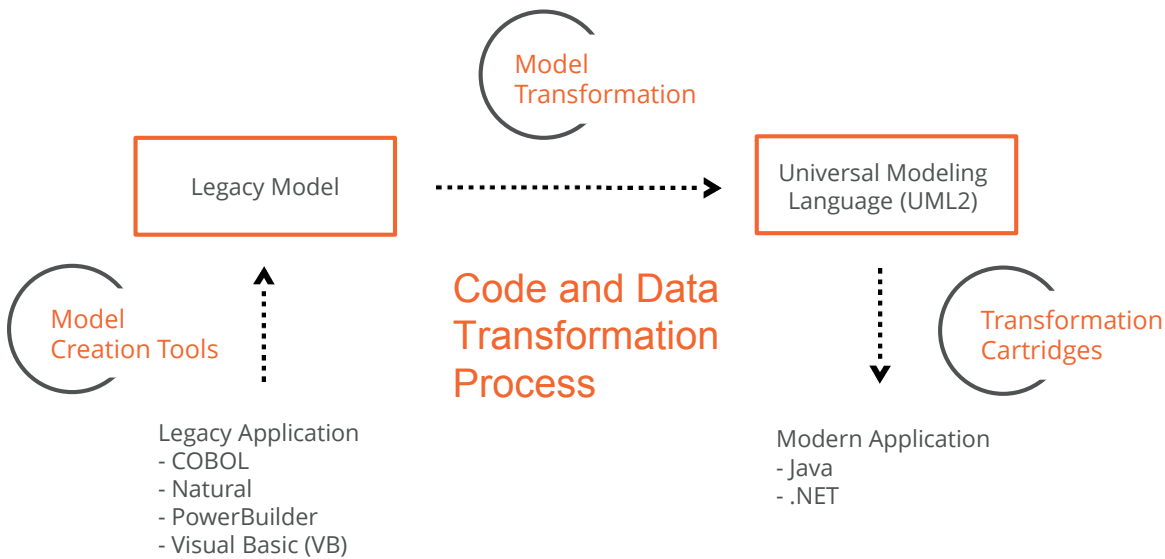 Model
Transformation
Legacy Model
Universal Modeling
Language (UML2)
Model
Creation Tools
Code and Data
Transformation
Process
Transformation
Cartridges
Legacy Application
- COBOL
- Natural
- PowerBuilder
- Visual Basic (VB)
Modern Application
- Java
- .NET